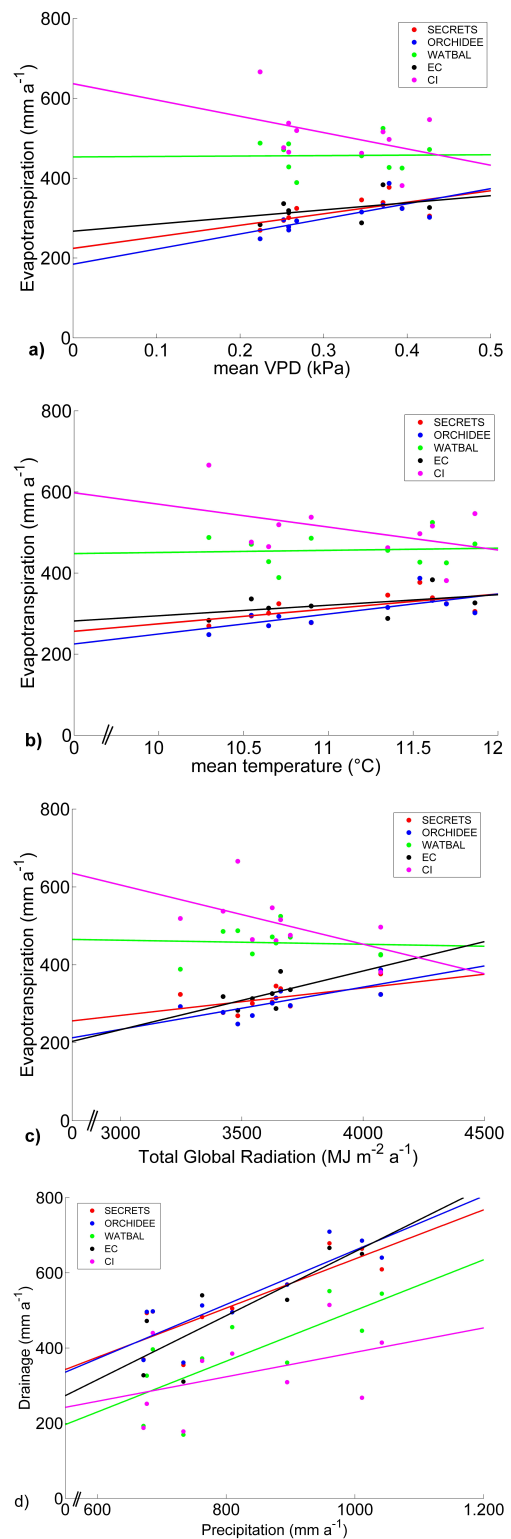 800
SECRETS
ORCHIDEE
WATBAL
EC
CI
600
400
200
0
Evapotranspiration (mm a⁻¹)
0 0.1 0.2 0.3 0.4 0.5
a)
mean VPD (kPa)
800
SECRETS
ORCHIDEE
WATBAL
EC
CI
600
400
200
0
Evapotranspiration (mm a⁻¹)
0 // 10 10.5 11 11.5 12
b)
mean temperature (°C)
800
SECRETS
ORCHIDEE
WATBAL
EC
CI
600
400
200
0
Evapotranspiration (mm a⁻¹)
0 // 3000 3500 4000 4500
c)
Total Global Radiation (MJ m⁻² a⁻¹)
800
SECRETS
ORCHIDEE
WATBAL
EC
CI
600
400
200
0
Drainage (mm a⁻¹)
0 // 600 800 1000 1.200
d)
Precipitation (mm a⁻¹)